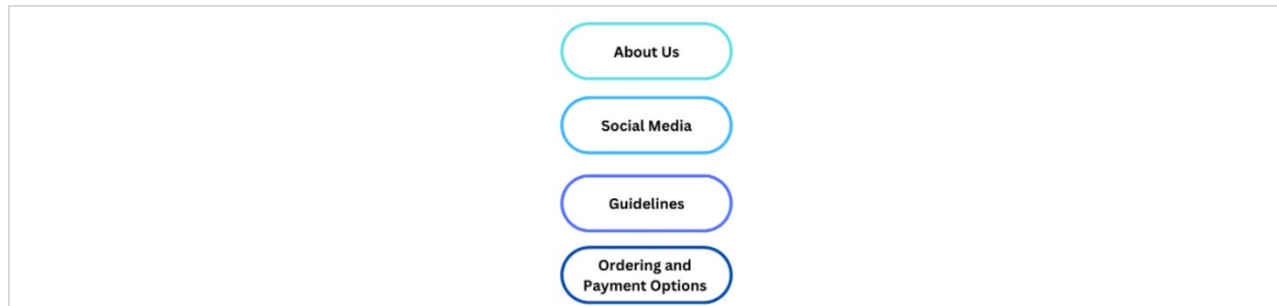 About Us
Social Media
Guidelines
Ordering and
Payment Options